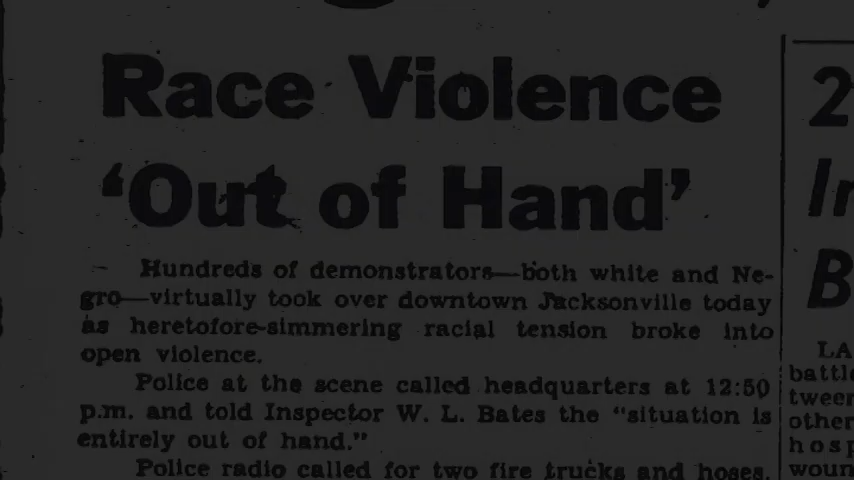 Race Violence
'Out of Hand'
Hundreds of demonstrators—both white and Ne-
gro—virtually took over downtown Jacksonville today
as heretofore-simmering racial tension broke into
open violence.
Police at the scene called headquarters at 12:50
p.m. and told Inspector W. L. Bates the "situation is
entirely out of hand."
Police radio called for two fire trucks and hoses.
2
In
B
LA
battle
tween
other
hosp
woun